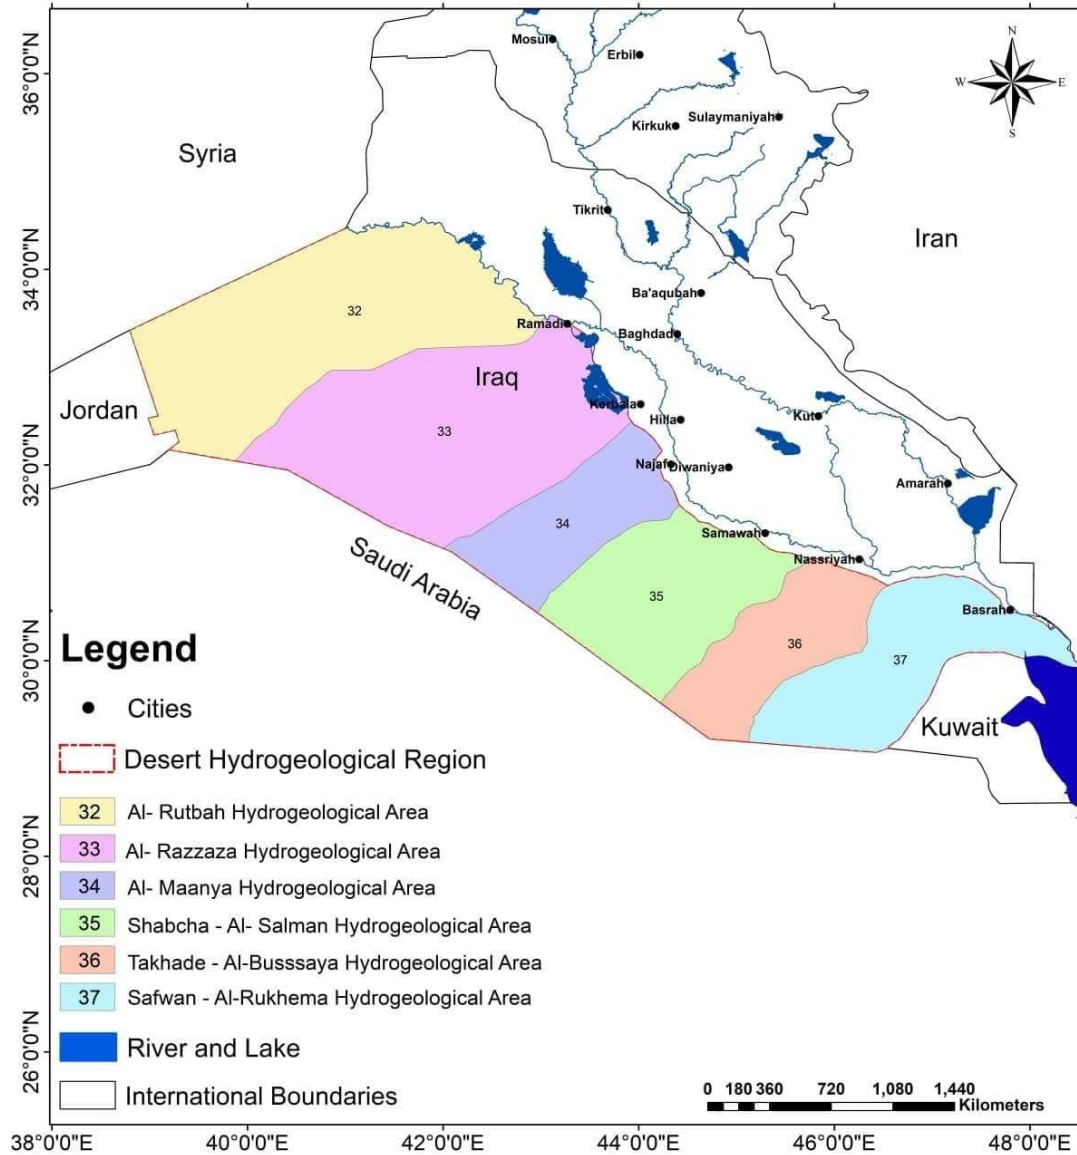 N
W
E
S
Mosul
Erbil
Sulaymaniyah
Kirkuk
Syria
Tikrit
Iran
Ba'aqubah
32
Ramadi
Baghdad
Iraq
Jordan
Kerbala
Hilla
Kut
33
Najaf
Diwaniya
Amarah
34
Samawah
Saudi Arabia
Nassriyah
35
Basrah
36
37
Kuwait
Legend
Cities
Desert Hydrogeological Region
32 Al- Rutbah Hydrogeological Area
33 Al- Razzaza Hydrogeological Area
34 Al- Maanya Hydrogeological Area
35 Shabcha - Al- Salman Hydrogeological Area
36 Takhade - Al-Busssaya Hydrogeological Area
37 Safwan - Al-Rukhema Hydrogeological Area
River and Lake
International Boundaries
0 180 360 720 1,080 1,440
Kilometers
36°0'0"N
34°0'0"N
32°0'0"N
30°0'0"N
28°0'0"N
26°0'0"N
38°0'0"E 40°0'0"E 42°0'0"E 44°0'0"E 46°0'0"E 48°0'0"E